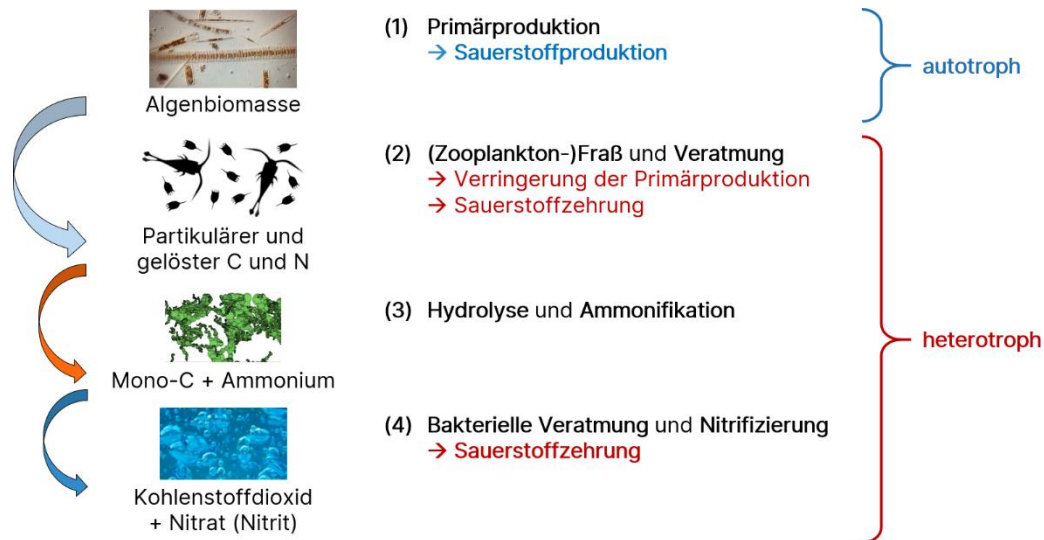 (1) Primärproduktion
→ Sauerstoffproduktion
autotroph
Algenbiomasse
(2) (Zooplankton-)Fraß und Veratmung
→ Verringerung der Primärproduktion
→ Sauerstoffzehrung
Partikulärer und
gelöster C und N
(3) Hydrolyse und Ammonifikation
heterotroph
Mono-C + Ammonium
(4) Bakterielle Veratmung und Nitrifizierung
→ Sauerstoffzehrung
Kohlenstoffdioxid
+ Nitrat (Nitrit)